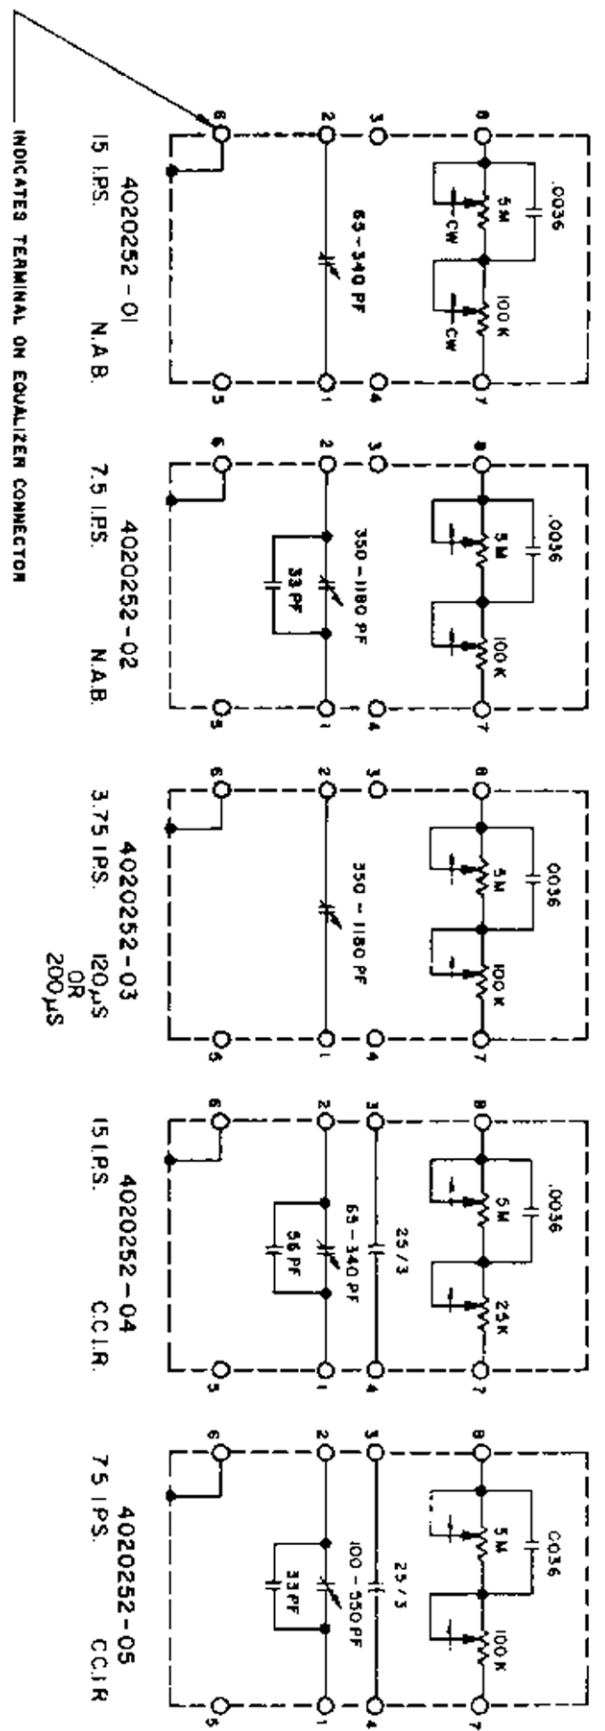 .0036
8 5M 100K 7
CW CW
3 4
65-340 PF
2 1
6 5
4020252-01
15 I.P.S. N.A.B.
.0036
8 5M 100K 7
3 4
350-1180 PF
2 1
33 PF
6 5
4020252-02
7.5 I.P.S. N.A.B.
.0036
8 5M 100K 7
3 4
350-1180 PF
2 1
6 5
4020252-03
3.75 I.P.S. 120µS
OR
200µS
.0036
8 5M 25K 7
25/3
3 4
65-340 PF
2 1
56 PF
6 5
4020252-04
15 I.P.S. C.C.I.R.
.0036
8 5M 100K 7
25/3
3 4
100-550 PF
2 1
33 PF
6 5
4020252-05
7.5 I.P.S. C.C.I.R
INDICATES TERMINAL ON EQUALIZER CONNECTOR